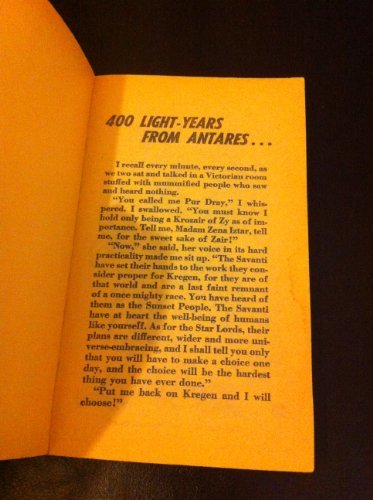 400 LIGHT-YEARS
FROM ANTARES...
I recall every minute, every second, as
we two sat and talked in a Victorian room
stuffed with mummified people who saw
and heard nothing.
"You called me Pur Dray." I whis-
pered. I swallowed. "You must know I
hold only being a Krozair of Zy as of im-
portance. Tell me, Madam Zena Iztar, tell
me, for the sweet sake of Zair!"
"Now," she said, her voice in its hard
practicality made me sit up. "The Savanti
have set their hands to the work they con-
sider proper for Kregen, for they are of
that world and are a last faint remnant
of a once mighty race. You have heard of
them as the Sunset People. The Savanti
have at heart the well-being of humans
like yourself. As for the Star Lords, their
plans are different, wider and more uni-
verse-embracing, and I shall tell you only
that you will have to make a choice one
day, and the choice will be the hardest
thing you have ever done."
"Put me back on Kregen and I will
choose!"